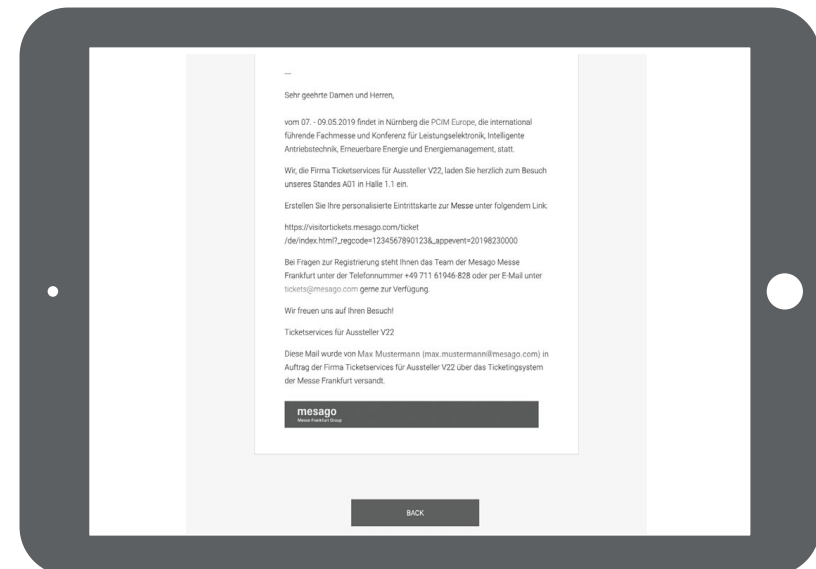 ---
Sehr geehrte Damen und Herren,
vom 07. - 09.05.2019 findet in Nürnberg die PCIM Europe, die international
führende Fachmesse und Konferenz für Leistungselektronik, Intelligente
Antriebstechnik, Erneuerbare Energie und Energiemanagement, statt.
Wir, die Firma Ticketservices für Aussteller V22, laden Sie herzlich zum Besuch
unseres Standes A01 in Halle 1.1 ein.
Erstellen Sie Ihre personalisierte Eintrittskarte zur Messe unter folgendem Link:
https://visitortickets.mesago.com/ticket
/de/index.html?_regcode=1234567890123&_appevent=20198230000
Bei Fragen zur Registrierung steht Ihnen das Team der Mesago Messe
Frankfurt unter der Telefonnummer +49 711 61946-828 oder per E-Mail unter
tickets@mesago.com gerne zur Verfügung.
Wir freuen uns auf Ihren Besuch!
Ticketservices für Aussteller V22
Diese Mail wurde von Max Mustermann (max.mustermann@mesago.com) in
Auftrag der Firma Ticketservices für Aussteller V22 über das Ticketingsystem
der Messe Frankfurt versandt.
mesago
Messe Frankfurt Group
BACK